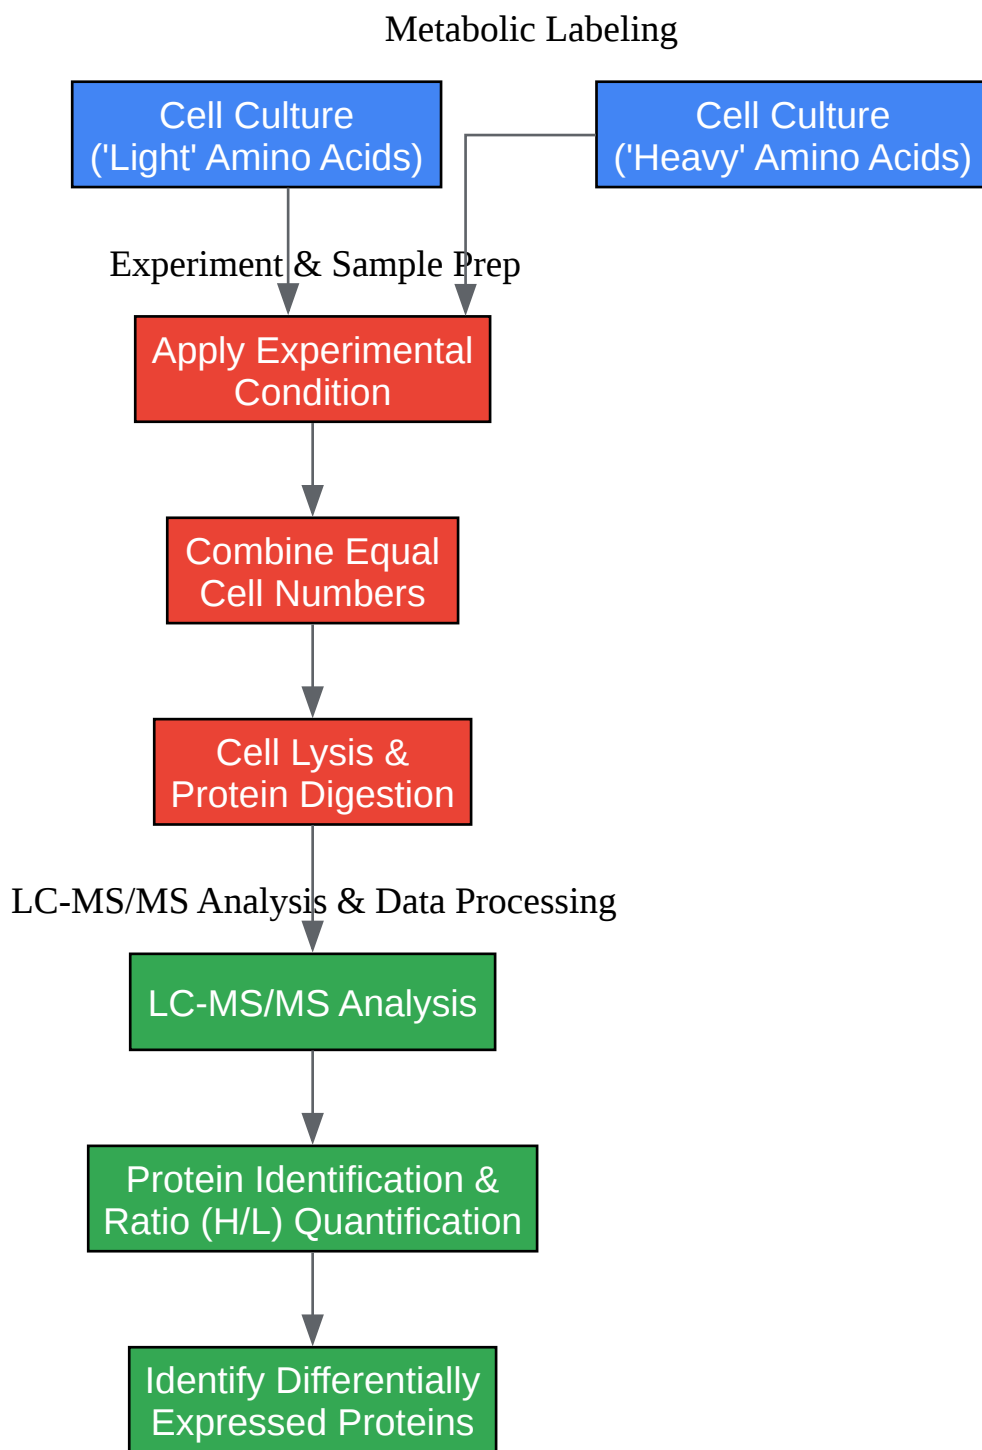 Metabolic Labeling
Cell Culture
('Light' Amino Acids)
Cell Culture
('Heavy' Amino Acids)
Experiment & Sample Prep
Apply Experimental
Condition
Combine Equal
Cell Numbers
Cell Lysis &
Protein Digestion
LC-MS/MS Analysis & Data Processing
LC-MS/MS Analysis
Protein Identification &
Ratio (H/L) Quantification
Identify Differentially
Expressed Proteins